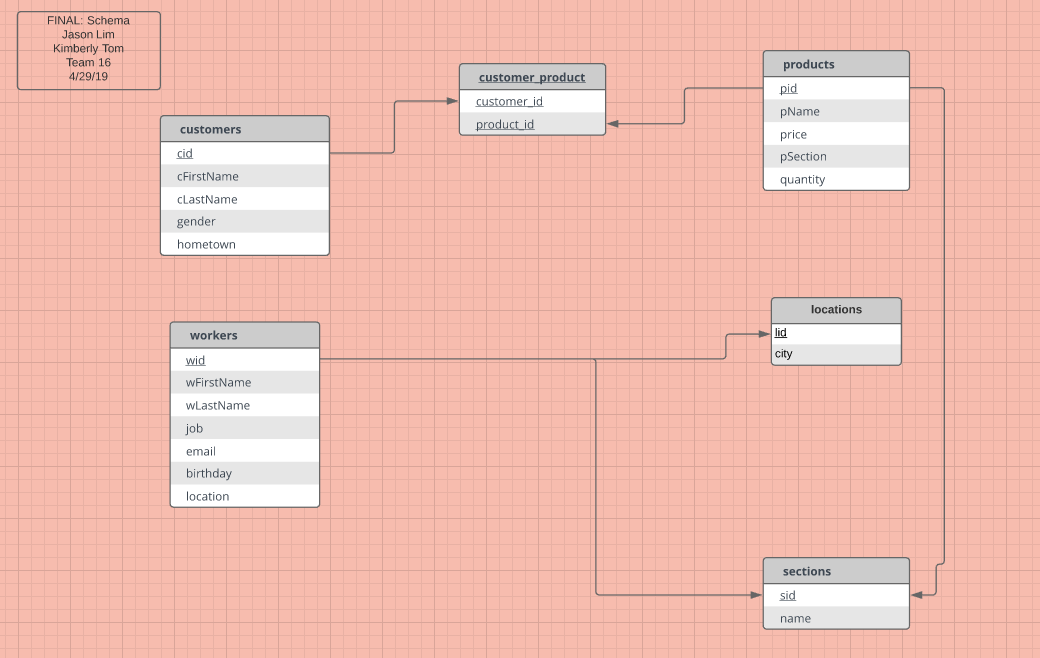 FINAL: Schema
Jason Lim
Kimberly Tom
Team 16
4/29/19
customers
cid
cFirstName
cLastName
gender
hometown
customer_product
customer_id
product_id
products
pid
pName
price
pSection
quantity
workers
wid
wFirstName
wLastName
job
email
birthday
location
locations
lid
city
sections
sid
name